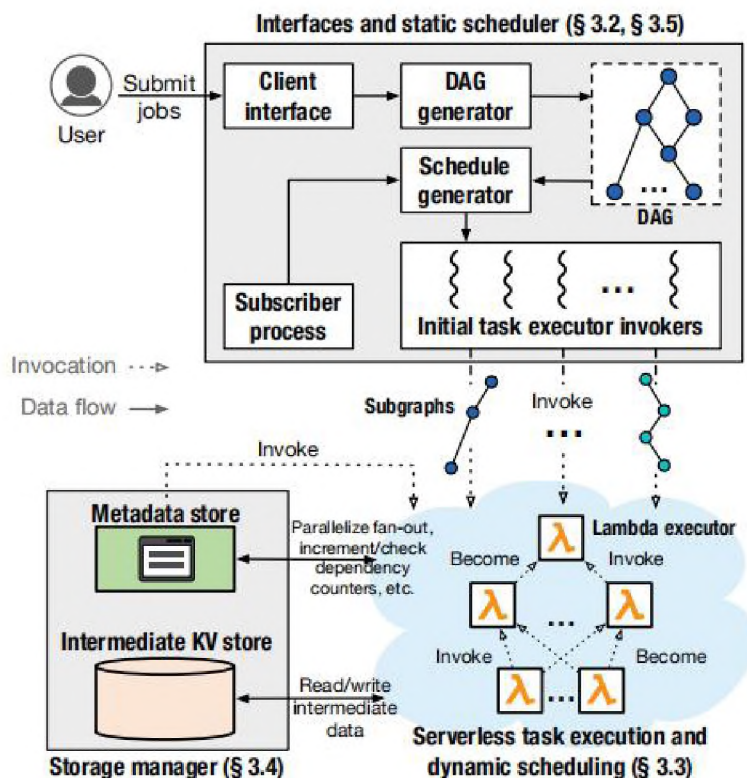 Interfaces and static scheduler (§ 3.2, § 3.5)
User
Submit
jobs
Client
interface
DAG
generator
DAG
...
Schedule
generator
Subscriber
process
...
Initial task executor invokers
Invocation
Data flow
Subgraphs
Invoke
...
Invoke
Metadata store
Parallelize fan-out,
increment/check
dependency
counters, etc.
Intermediate KV store
Read/write
intermediate
data
Storage manager (§ 3.4)
λ
Lambda executor
Become
Invoke
λ
...
λ
Invoke
Become
λ
...
λ
Serverless task execution and
dynamic scheduling (§ 3.3)